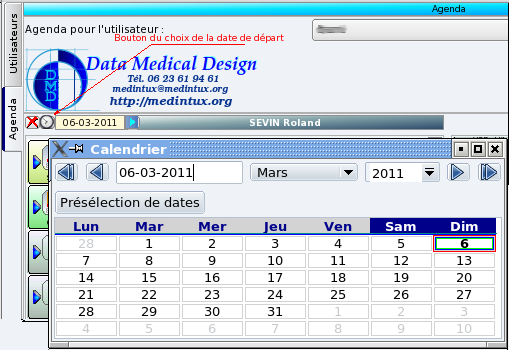 Agenda
Utilisateurs
Agenda
Agenda pour l'utilisateur :
Bouton du choix de la date de départ
DMD
Data Medical Design
Tél. 06 23 61 94 61
medintux@medintux.org
http://medintux.org
06-03-2011
SEVIN Roland
Calendrier
06-03-2011 Mars 2011
Présélection de dates
Lun Mar Mer Jeu Ven Sam Dim
28 1 2 3 4 5 6
7 8 9 10 11 12 13
14 15 16 17 18 19 20
21 22 23 24 25 26 27
28 29 30 31 1 2 3
4 5 6 7 8 9 10